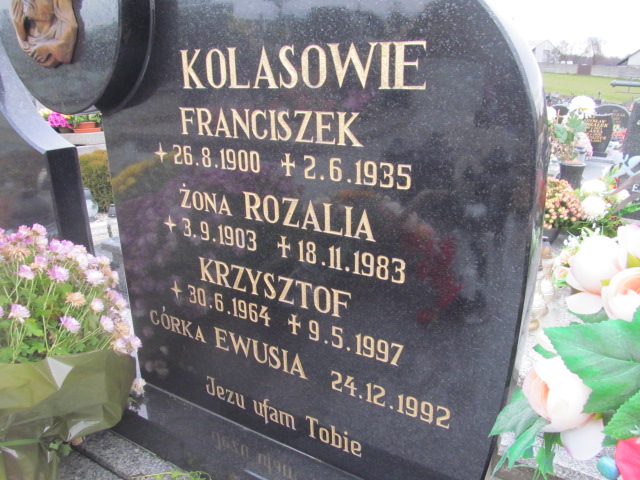 KOLASOWIE
FRANCISZEK
✢ 26.8.1900 ✢ 2.6.1935
ŻONA ROZALIA
✢ 3.9.1903 ✢ 18.11.1983
KRZYSZTOF
✢ 30.6.1964 ✢ 9.5.1997
CÓRKA EWUSIA 24.12.1992
Jezu ufam Tobie